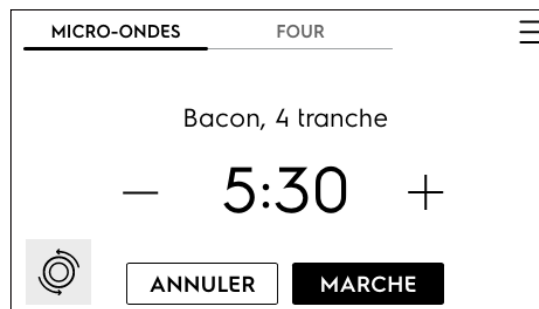 MICRO-ONDES FOUR
Bacon, 4 tranche
5:30
ANNULER MARCHE